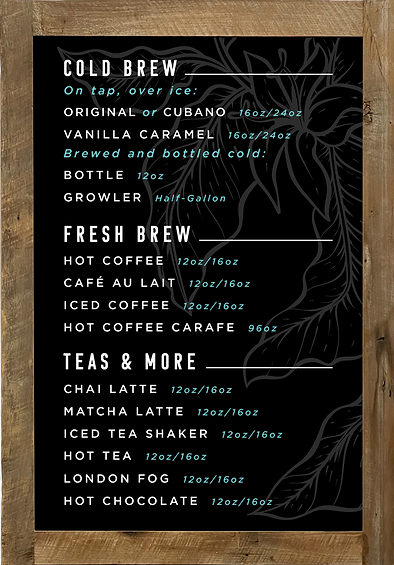 COLD BREW
On tap, over ice:
ORIGINAL or CUBANO 16oz/24oz
VANILLA CARAMEL 16oz/24oz
Brewed and bottled cold:
BOTTLE 12oz
GROWLER Half-Gallon
FRESH BREW
HOT COFFEE 12oz/16oz
CAFÉ AU LAIT 12oz/16oz
ICED COFFEE 12oz/16oz
HOT COFFEE CARAFE 96oz
TEAS & MORE
CHAI LATTE 12oz/16oz
MATCHA LATTE 12oz/16oz
ICED TEA SHAKER 12oz/16oz
HOT TEA 12oz/16oz
LONDON FOG 12oz/16oz
HOT CHOCOLATE 12oz/16oz